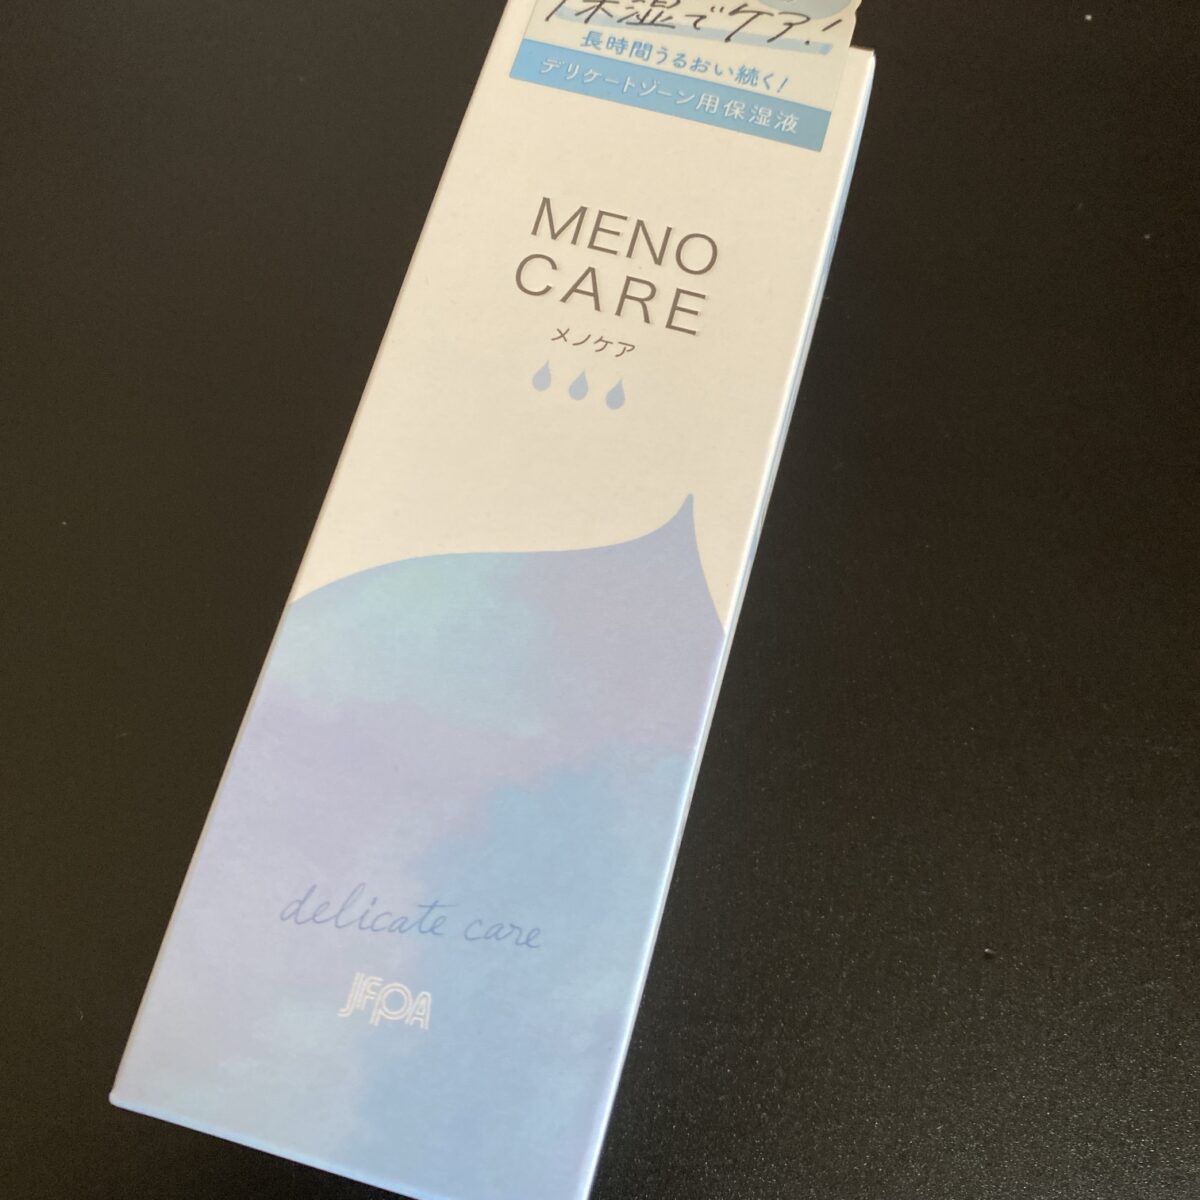 保湿でケア!
長時間うるおい続く!
デリケートゾーン用保湿液
MENO
CARE
メノケア
delicate care
JFPA